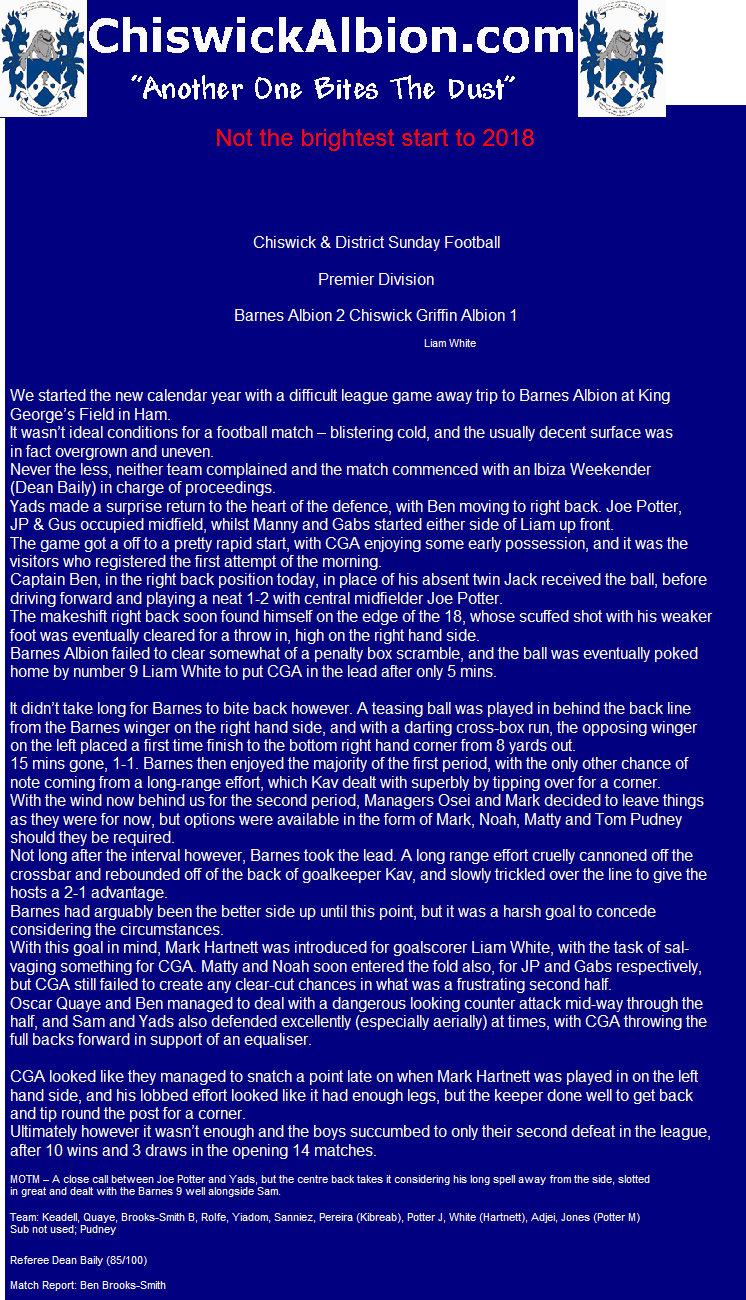 ChiswickAlbion.com
“Another One Bites The Dust”
Not the brightest start to 2018
Chiswick & District Sunday Football
Premier Division
Barnes Albion 2 Chiswick Griffin Albion 1
Liam White
We started the new calendar year with a difficult league game away trip to Barnes Albion at King
George’s Field in Ham.
It wasn’t ideal conditions for a football match – blistering cold, and the usually decent surface was
in fact overgrown and uneven.
Never the less, neither team complained and the match commenced with an Ibiza Weekender
(Dean Baily) in charge of proceedings.
Yads made a surprise return to the heart of the defence, with Ben moving to right back. Joe Potter,
JP & Gus occupied midfield, whilst Manny and Gabs started either side of Liam up front.
The game got a off to a pretty rapid start, with CGA enjoying some early possession, and it was the
visitors who registered the first attempt of the morning.
Captain Ben, in the right back position today, in place of his absent twin Jack received the ball, before
driving forward and playing a neat 1-2 with central midfielder Joe Potter.
The makeshift right back soon found himself on the edge of the 18, whose scuffed shot with his weaker
foot was eventually cleared for a throw in, high on the right hand side.
Barnes Albion failed to clear somewhat of a penalty box scramble, and the ball was eventually poked
home by number 9 Liam White to put CGA in the lead after only 5 mins.
It didn’t take long for Barnes to bite back however. A teasing ball was played in behind the back line
from the Barnes winger on the right hand side, and with a darting cross-box run, the opposing winger
on the left placed a first time finish to the bottom right hand corner from 8 yards out.
15 mins gone, 1-1. Barnes then enjoyed the majority of the first period, with the only other chance of
note coming from a long-range effort, which Kav dealt with superbly by tipping over for a corner.
With the wind now behind us for the second period, Managers Osei and Mark decided to leave things
as they were for now, but options were available in the form of Mark, Noah, Matty and Tom Pudney
should they be required.
Not long after the interval however, Barnes took the lead. A long range effort cruelly cannoned off the
crossbar and rebounded off of the back of goalkeeper Kav, and slowly trickled over the line to give the
hosts a 2-1 advantage.
Barnes had arguably been the better side up until this point, but it was a harsh goal to concede
considering the circumstances.
With this goal in mind, Mark Hartnett was introduced for goalscorer Liam White, with the task of sal-
vaging something for CGA. Matty and Noah soon entered the fold also, for JP and Gabs respectively,
but CGA still failed to create any clear-cut chances in what was a frustrating second half.
Oscar Quaye and Ben managed to deal with a dangerous looking counter attack mid-way through the
half, and Sam and Yads also defended excellently (especially aerially) at times, with CGA throwing the
full backs forward in support of an equaliser.
CGA looked like they managed to snatch a point late on when Mark Hartnett was played in on the left
hand side, and his lobbed effort looked like it had enough legs, but the keeper done well to get back
and tip round the post for a corner.
Ultimately however it wasn’t enough and the boys succumbed to only their second defeat in the league,
after 10 wins and 3 draws in the opening 14 matches.
MOTM – A close call between Joe Potter and Yads, but the centre back takes it considering his long spell away from the side, slotted
in great and dealt with the Barnes 9 well alongside Sam.
Team: Keadell, Quaye, Brooks-Smith B, Rolfe, Yiadom, Sanniez, Pereira (Kibreab), Potter J, White (Hartnett), Adjei, Jones (Potter M)
Sub not used; Pudney
Referee Dean Baily (85/100)
Match Report: Ben Brooks-Smith